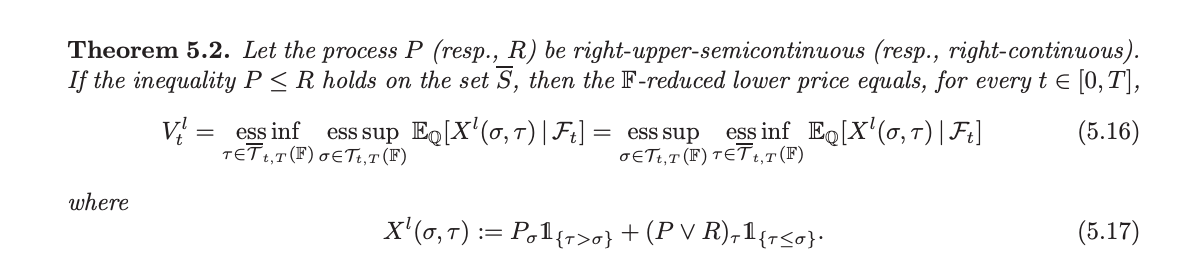 Theorem 5.2. Let the process P (resp., R) be right-upper-semicontinuous (resp., right-continuous).
If the inequality P ≤ R holds on the set S̅, then the 𝔽-reduced lower price equals, for every t ∈ [0, T],
V^l_t = ess inf_{τ∈𝒯̅_{t,T}(𝔽)} ess sup_{σ∈𝒯_{t,T}(𝔽)} 𝔼_ℚ[X^l(σ, τ) | ℱ_t] = ess sup_{σ∈𝒯_{t,T}(𝔽)} ess inf_{τ∈𝒯̅_{t,T}(𝔽)} 𝔼_ℚ[X^l(σ, τ) | ℱ_t] (5.16)
where
X^l(σ, τ) := P_σ 𝟙_{τ>σ} + (P ∨ R)_τ 𝟙_{τ≤σ}. (5.17)